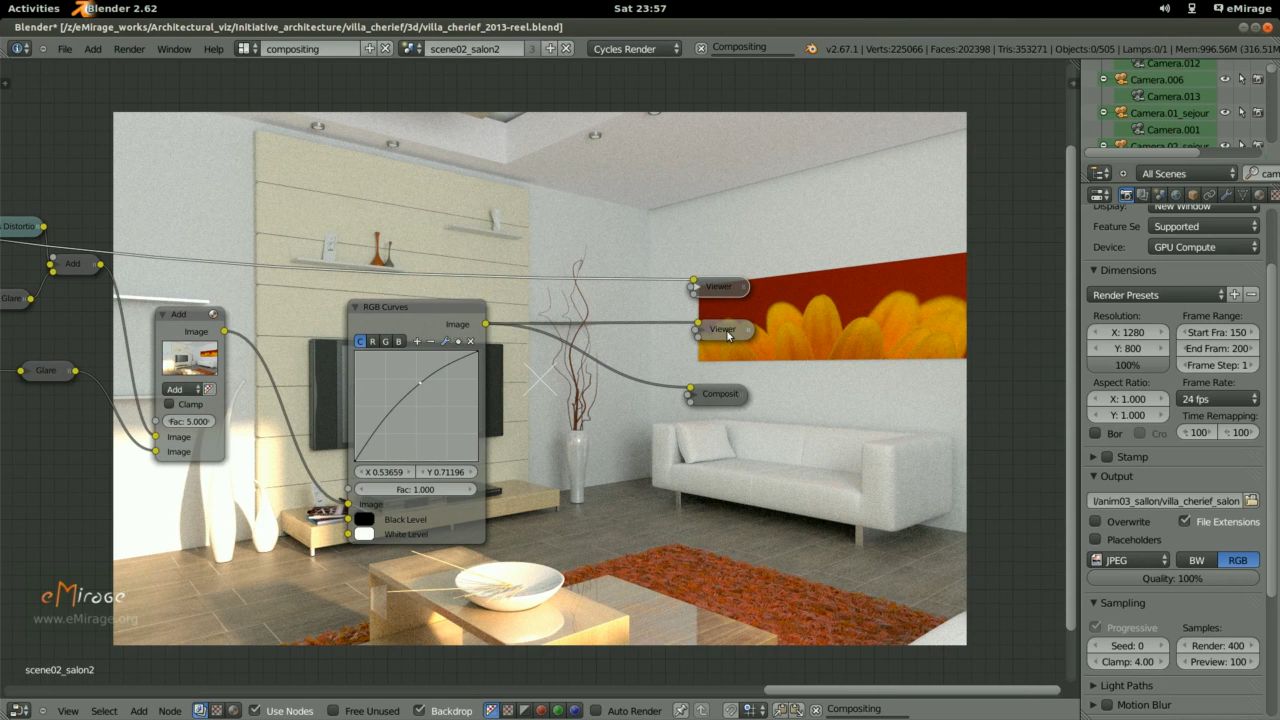 Activities Blender 2.62 Sat 23:57 eMirage
Blender* [/z/eMirage_works/Architectural_viz/Initiative_architecture/villa_cherief/3d/villa_cherief_2013-reel.blend]
File Add Render Window Help compositing scene02_salon2 3 Cycles Render Compositing v2.67.1 | Verts:225066 | Faces:202398 | Tris:353271 | Objects:0/505 | Lamps:0/1 | Mem:996.56M (316.51M
Camera.012
Camera.006
Camera.013
Camera.01_sejour
Camera.001
Camera.02_sejour
All Scenes cam
Display: New Window
Feature Se Supported
Device: GPU Compute
Dimensions
Render Presets
Resolution: Frame Range:
X: 1280 Start Fra: 150
Y: 800 End Fram: 200
100% Frame Step: 1
Aspect Ratio: Frame Rate:
X: 1.000 24 fps
Y: 1.000 Time Remapping:
Bor Cro 100 100
Stamp
Output
l/anim03_sallon/villa_cherief_salon
Overwrite File Extensions
Placeholders
JPEG BW RGB
Quality: 100%
Sampling
Progressive Samples:
Seed: 0 Render: 400
Clamp: 4.00 Preview: 100
Light Paths
Motion Blur
s Distortio
Add
Glare
Glare
Add
Image
Add
Clamp
Fac: 5.000
Image
Image
RGB Curves
Image
C R G B
X 0.53659 Y 0.71196
Fac: 1.000
Image
Black Level
White Level
Viewer
Viewer
Composit
eMirage
www.eMirage.org
scene02_salon2
View Select Add Node Use Nodes Free Unused Backdrop Auto Render Compositing